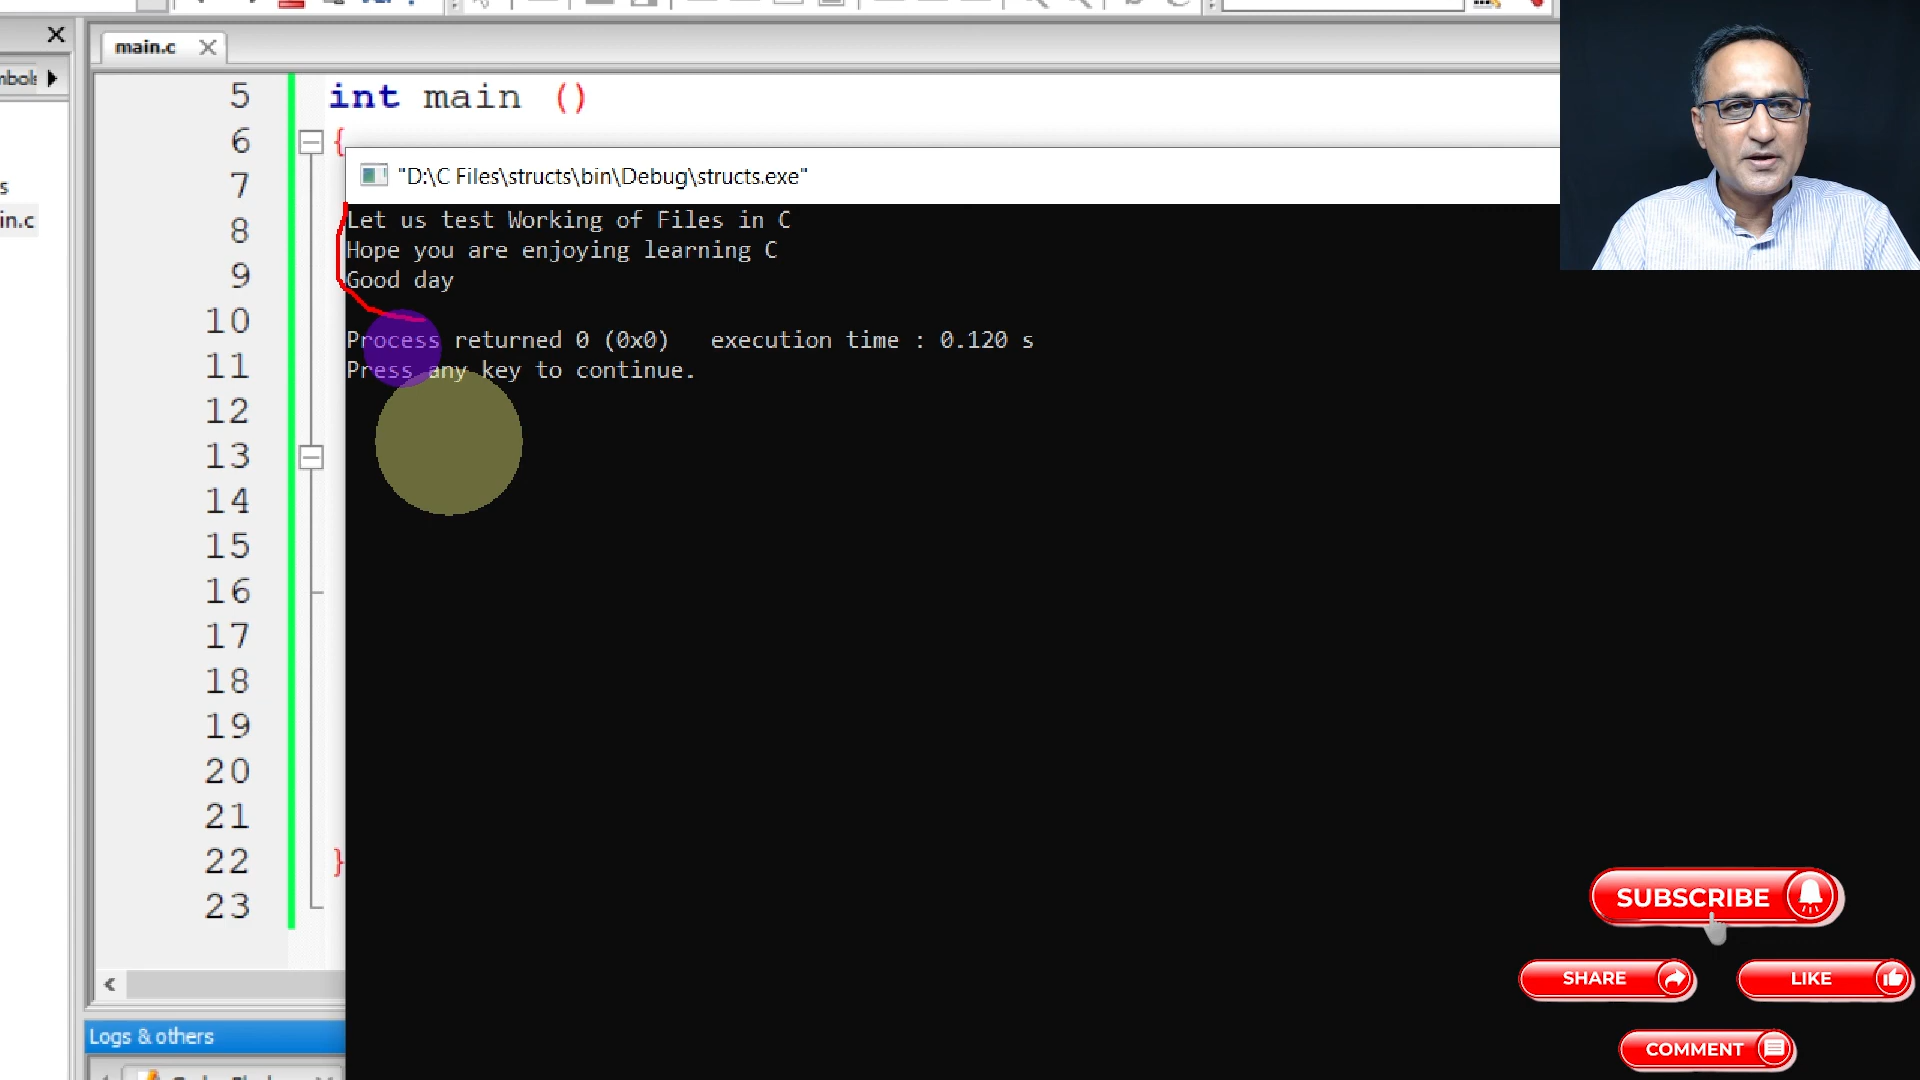 main.c
mbols
5 int main ()
6 {
"D:\C Files\structs\bin\Debug\structs.exe"
7
s
in.c
Let us test Working of Files in C
8
Hope you are enjoying learning C
9
Good day
10
Process returned 0 (0x0)   execution time : 0.120 s
11
Press any key to continue.
12
13
14
15
16
17
18
19
20
21
22 }
23
SUBSCRIBE
SHARE
LIKE
Logs & others
COMMENT